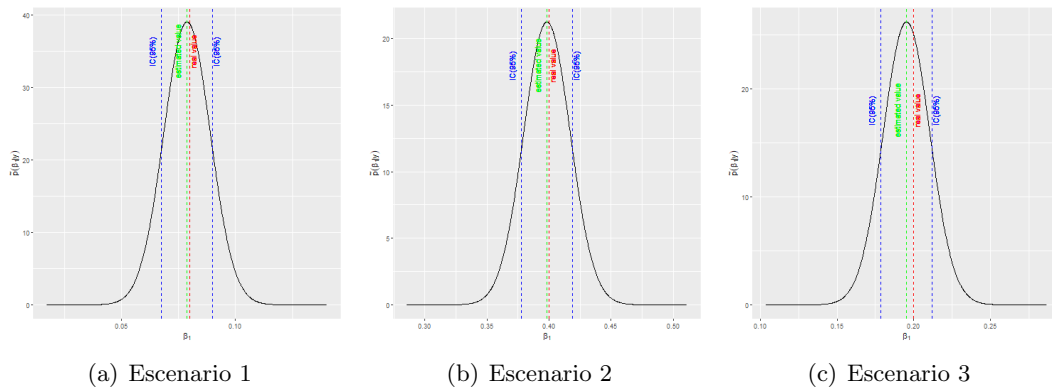 40
30
20
10
0
0.05
0.10
p̃(β₁|y)
β₁
IC(95%)
estimated value
real value
IC(95%)
20
15
10
5
0
0.30
0.35
0.40
0.45
0.50
p̃(β₁|y)
β₁
IC(95%)
estimated value
real value
IC(95%)
20
10
0
0.10
0.15
0.20
0.25
p̃(β₁|y)
β₁
IC(95%)
estimated value
real value
IC(95%)
(a) Escenario 1
(b) Escenario 2
(c) Escenario 3